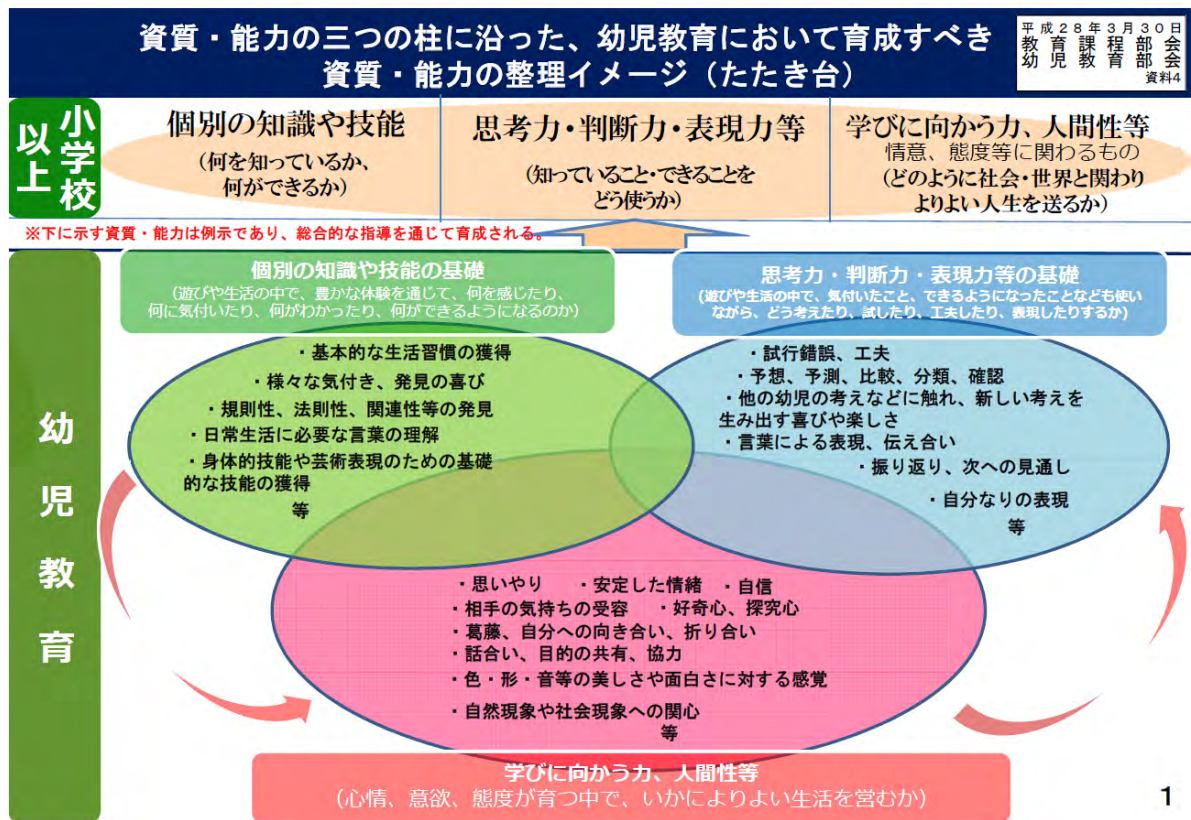 資質・能力の三つの柱に沿った、幼児教育において育成すべき
資質・能力の整理イメージ（たたき台）
平成28年3月30日
教育課程部会
幼児教育部会
資料4
小学校
以上
個別の知識や技能
（何を知っているか、
何ができるか）
思考力・判断力・表現力等
（知っていること・できることを
どう使うか）
学びに向かう力、人間性等
情意、態度等に関わるもの
（どのように社会・世界と関わり
よりよい人生を送るか）
※下に示す資質・能力は例示であり、総合的な指導を通じて育成される。
幼児教育
個別の知識や技能の基礎
（遊びや生活の中で、豊かな体験を通じて、何を感じたり、
何に気付いたり、何がわかったり、何ができるようになるのか）
・基本的な生活習慣の獲得
・様々な気付き、発見の喜び
・規則性、法則性、関連性等の発見
・日常生活に必要な言葉の理解
・身体的技能や芸術表現のための基礎
的な技能の獲得
等
思考力・判断力・表現力等の基礎
（遊びや生活の中で、気付いたこと、できるようになったことなども使い
ながら、どう考えたり、試したり、工夫したり、表現したりするか）
・試行錯誤、工夫
・予想、予測、比較、分類、確認
・他の幼児の考えなどに触れ、新しい考えを
生み出す喜びや楽しさ
・言葉による表現、伝え合い
・振り返り、次への見通し
・自分なりの表現
等
・思いやり ・安定した情緒 ・自信
・相手の気持ちの受容 ・好奇心、探究心
・葛藤、自分への向き合い、折り合い
・話合い、目的の共有、協力
・色・形・音等の美しさや面白さに対する感覚
・自然現象や社会現象への関心
等
学びに向かう力、人間性等
（心情、意欲、態度が育つ中で、いかによりよい生活を営むか）
1